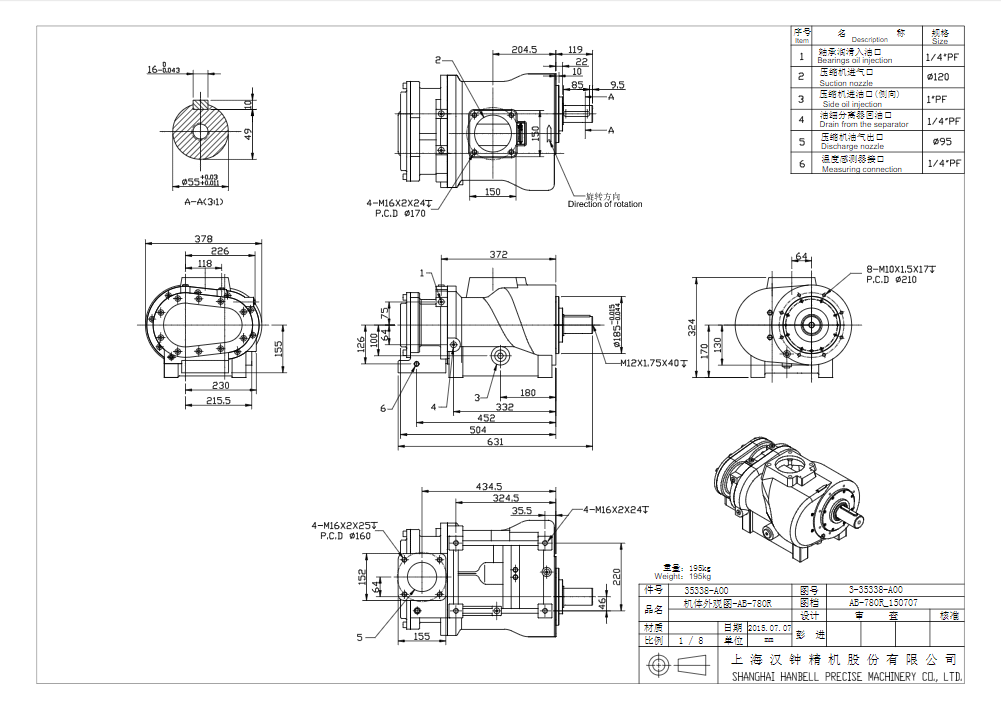 序号 名 称 规格
Item Description Size
1 轴承润滑入油口 1/4"PF
Bearings oil injection
2 压缩机进气口 Ø120
Suction nozzle
3 压缩机进油口(侧向) 1"PF
Side oil injection
4 油细分离器回油口 1/4"PF
Drain from the separator
5 压缩机油气出口 Ø95
Discharge nozzle
6 温度感测器接口 1/4"PF
Measuring connection
16 0 -0.043
10
49
Ø55 +0.03 +0.011
A-A(3:1)
204.5 119
22
10
85 9.5
2
A
A
150
150
4-M16X2X24↧
P.C.D Ø170
旋转方向
Direction of rotation
378
226
118
155
230
215.5
372
1
75
64
100
126
Ø185 -0.015 -0.044
M12X1.75X40↧
180
3
332
4
6
452
504
631
64
8-M10X1.5X17↧
P.C.D Ø210
324
170
130
434.5
324.5
35.5
4-M16X2X24↧
4-M16X2X25↧
P.C.D Ø160
152
64
220
46
5
155
重量: 195kg
Weight: 195kg
件号 35338-A00 图号 3-35338-A00
品名 机体外观图-AB-780R 图档 AB-780R_150707
设计 审 查 核准
材质 日期 2015.07.07 彭 进
比例 1 / 8 单位 mm
上海汉钟精机股份有限公司
SHANGHAI HANBELL PRECISE MACHINERY CO., LTD.